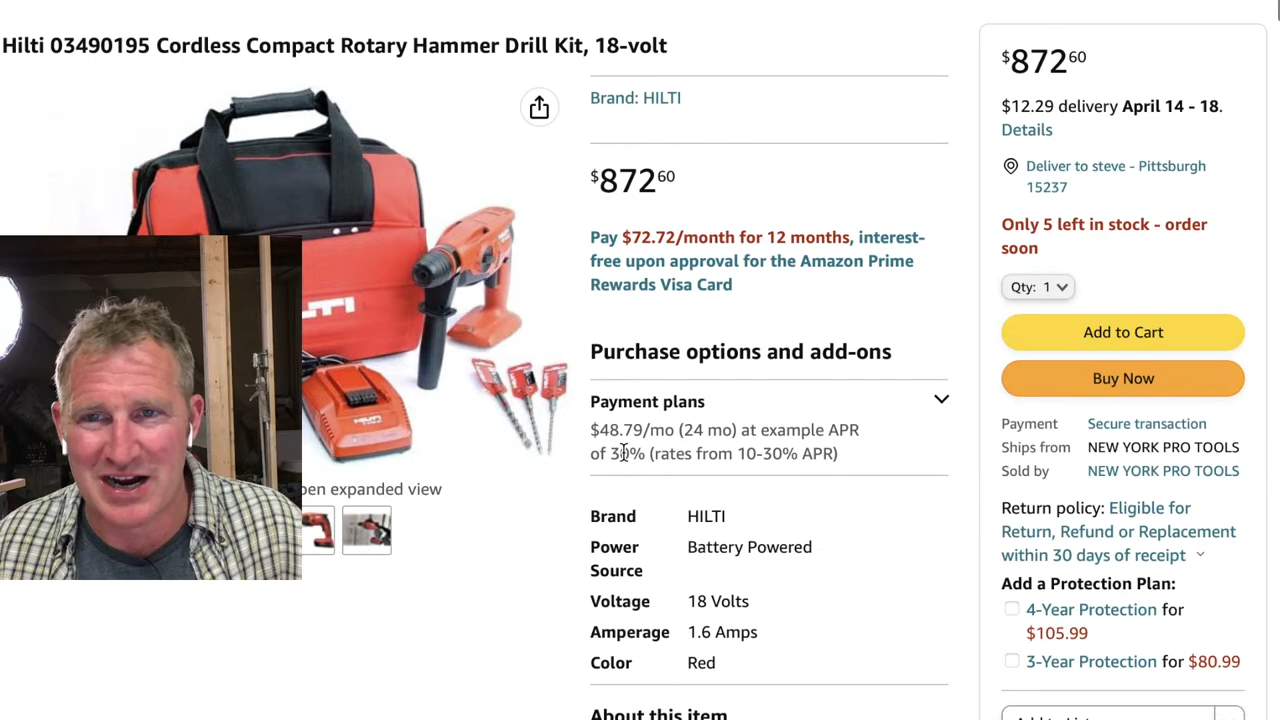 Hilti 03490195 Cordless Compact Rotary Hammer Drill Kit, 18-volt
HILTI
HILTI
open expanded view
Brand: HILTI
$872 60
Pay $72.72/month for 12 months, interest-
free upon approval for the Amazon Prime
Rewards Visa Card
Purchase options and add-ons
Payment plans
$48.79/mo (24 mo) at example APR
of 30% (rates from 10-30% APR)
Brand HILTI
Power Battery Powered
Source
Voltage 18 Volts
Amperage 1.6 Amps
Color Red
About this item
$872 60
$12.29 delivery April 14 - 18.
Details
Deliver to steve - Pittsburgh
15237
Only 5 left in stock - order
soon
Qty: 1
Add to Cart
Buy Now
Payment Secure transaction
Ships from NEW YORK PRO TOOLS
Sold by NEW YORK PRO TOOLS
Return policy: Eligible for
Return, Refund or Replacement
within 30 days of receipt
Add a Protection Plan:
4-Year Protection for
$105.99
3-Year Protection for $80.99
Add to List